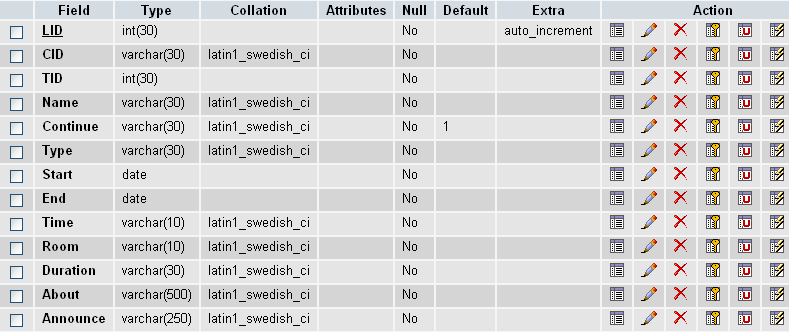 Field Type Collation Attributes Null Default Extra Action
LID int(30) No auto_increment
CID varchar(30) latin1_swedish_ci No
TID int(30) No
Name varchar(30) latin1_swedish_ci No
Continue varchar(30) latin1_swedish_ci No 1
Type varchar(30) latin1_swedish_ci No
Start date No
End date No
Time varchar(10) latin1_swedish_ci No
Room varchar(10) latin1_swedish_ci No
Duration varchar(30) latin1_swedish_ci No
About varchar(500) latin1_swedish_ci No
Announce varchar(250) latin1_swedish_ci No